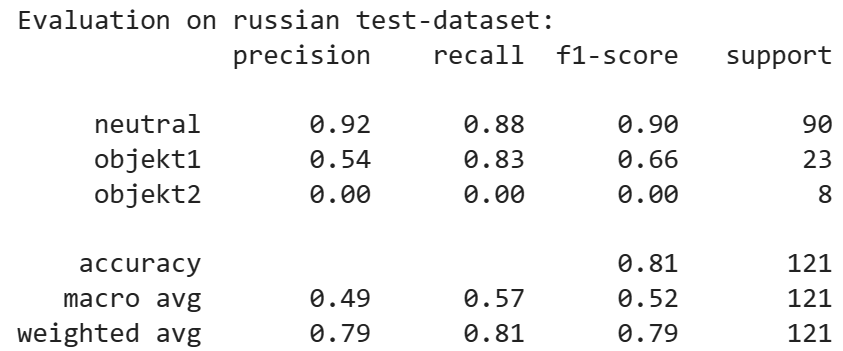 Evaluation on russian test-dataset:
precision recall f1-score support
neutral 0.92 0.88 0.90 90
objekt1 0.54 0.83 0.66 23
objekt2 0.00 0.00 0.00 8
accuracy 0.81 121
macro avg 0.49 0.57 0.52 121
weighted avg 0.79 0.81 0.79 121